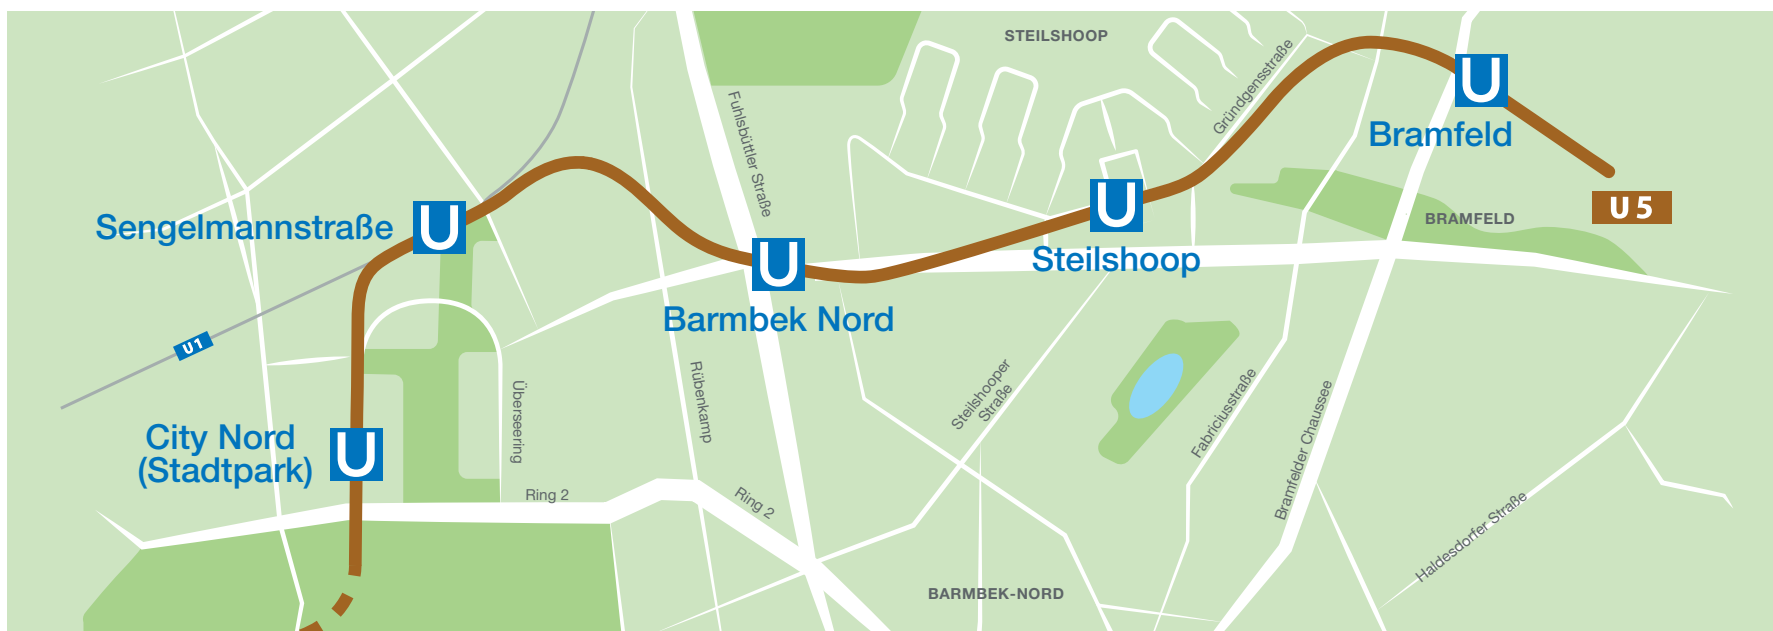 STEILSHOOP
Gründgensstraße
U
Bramfeld
Fuhlsbüttler Straße
U
Sengelmannstraße
U
Steilshoop
BRAMFELD
U 5
U
Barmbek Nord
U1
Überseering
Rübenkamp
Steilshooper
Straße
Fabriciusstraße
Bramfelder Chaussee
City Nord
(Stadtpark)
U
Ring 2
Ring 2
Haldesdorfer Straße
BARMBEK-NORD